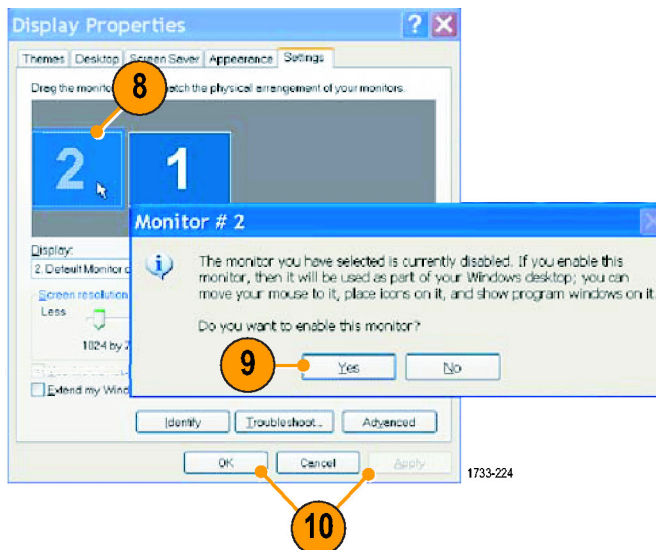 Display Properties
Themes Desktop Screen Saver Appearance Settings
Drag the monitor atch the physical arrangement of your monitors.
8
2 1
Monitor # 2
The monitor you have selected is currently disabled. If you enable this
monitor, then it will be used as part of your Windows desktop; you can
move your mouse to it, place icons on it, and show program windows on it.
Do you want to enable this monitor?
9
Yes No
Display:
2. Default Monitor
Screen resolution
Less
1024 by 7
Extend my Wind
Identify Troubleshoot... Advanced
OK Cancel Apply
1733-224
10